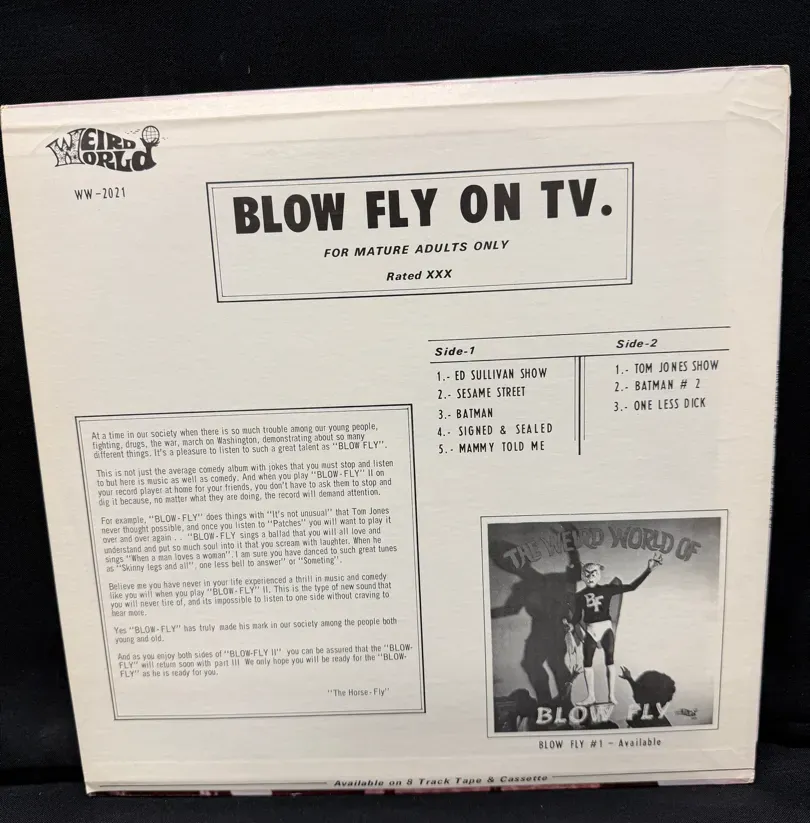 WEIRD
WORLD
WW-2021
BLOW FLY ON TV.
FOR MATURE ADULTS ONLY
Rated XXX
Side-1
1.- ED SULLIVAN SHOW
2.- SESAME STREET
3.- BATMAN
4.- SIGNED & SEALED
5.- MAMMY TOLD ME
Side-2
1.- TOM JONES SHOW
2.- BATMAN # 2
3.- ONE LESS DICK
At a time in our society when there is so much trouble among our young people,
fighting, drugs, the war, march on Washington, demonstrating about so many
different things. It's a pleasure to listen to such a great talent as "BLOW FLY".
This is not just the average comedy album with jokes that you must stop and listen
to but here is music as well as comedy. And when you play "BLOW-FLY" II on
your record player at home for your friends, you don't have to ask them to stop and
dig it because, no matter what they are doing, the record will demand attention.
For example, "BLOW-FLY" does things with "It's not unusual" that Tom Jones
never thought possible, and once you listen to "Patches" you will want to play it
over and over again . . "BLOW-FLY sings a ballad that you will all love and
understand and put so much soul into it that you scream with laughter. When he
sings "When a man loves a woman". I am sure you have danced to such great tunes
as "Skinny legs and all", one less bell to answer" or "Someting".
Believe me you have never in your life experienced a thrill in music and comedy
like you will when you play "BLOW-FLY" II. This is the type of new sound that
you will never tire of, and its impossible to listen to one side without craving to
hear more.
Yes "BLOW-FLY" has truly made his mark in our society among the people both
young and old.
And as you enjoy both sides of "BLOW-FLY II" you can be assured that the "BLOW-
FLY" will return soon with part III We only hope you will be ready for the "BLOW-
FLY" as he is ready for you.
"The Horse-Fly"
THE WEIRD WORLD OF
BF
BLOW FLY
BLOW FLY #1 - Available
Available on 8 Track Tape & Cassette